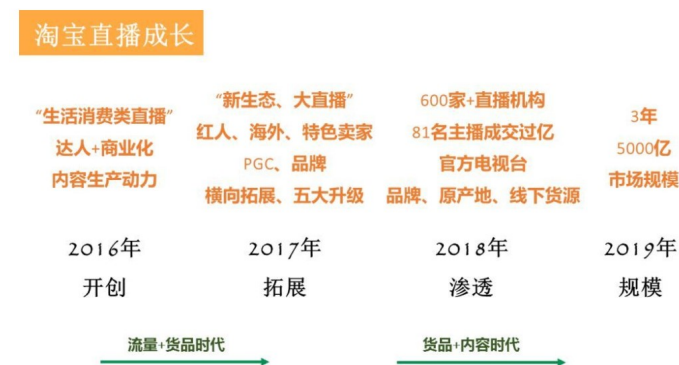 淘宝直播成长
“生活消费类直播”
达人+商业化
内容生产动力
“新生态、大直播”
红人、海外、特色卖家
PGC、品牌
横向拓展、五大升级
600家+直播机构
81名主播成交过亿
官方电视台
品牌、原产地、线下货源
3年
5000亿
市场规模
2016年
开创
2017年
拓展
2018年
渗透
2019年
规模
流量+货品时代
货品+内容时代